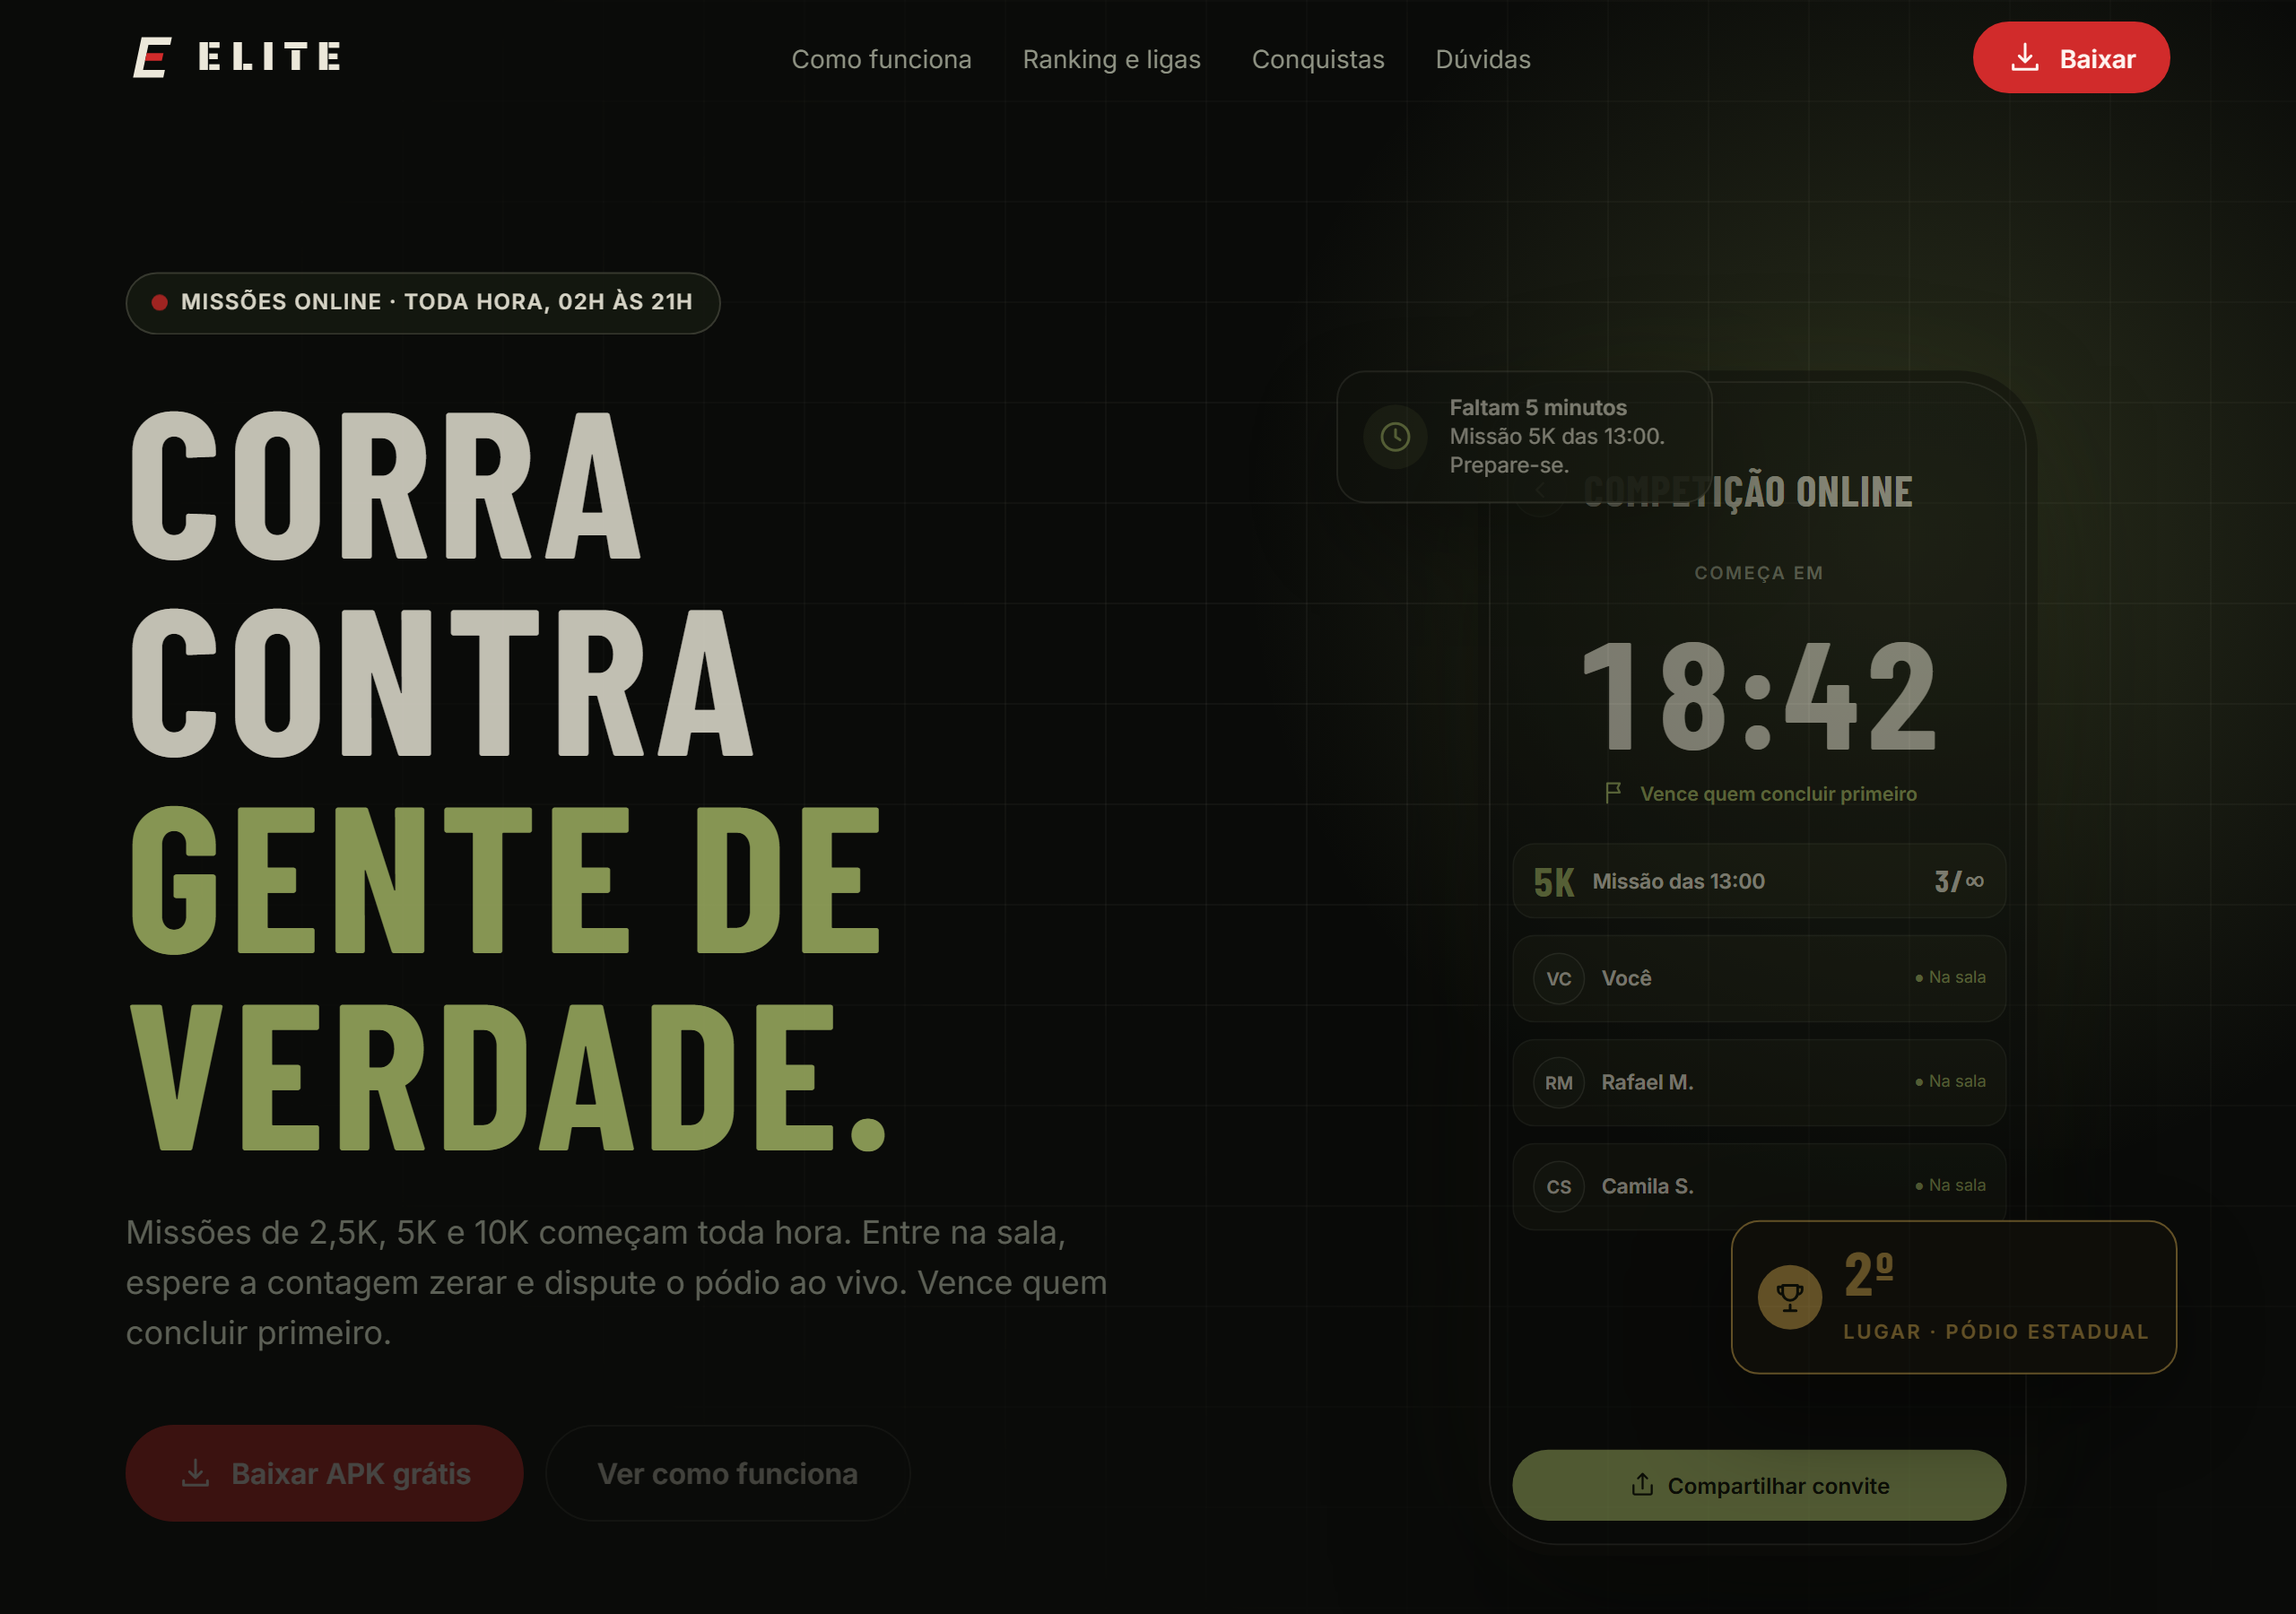 ELITE
Como funciona
Ranking e ligas
Conquistas
Dúvidas
Baixar
MISSÕES ONLINE · TODA HORA, 02H ÀS 21H
CORRA
CONTRA
GENTE DE
VERDADE.
Missões de 2,5K, 5K e 10K começam toda hora. Entre na sala,
espere a contagem zerar e dispute o pódio ao vivo. Vence quem
concluir primeiro.
Baixar APK grátis
Ver como funciona
Faltam 5 minutos
Missão 5K das 13:00.
Prepare-se.
COMPETIÇÃO ONLINE
COMEÇA EM
18:42
Vence quem concluir primeiro
5K Missão das 13:00 3/∞
VC Você • Na sala
RM Rafael M. • Na sala
CS Camila S. • Na sala
2º
LUGAR · PÓDIO ESTADUAL
Compartilhar convite